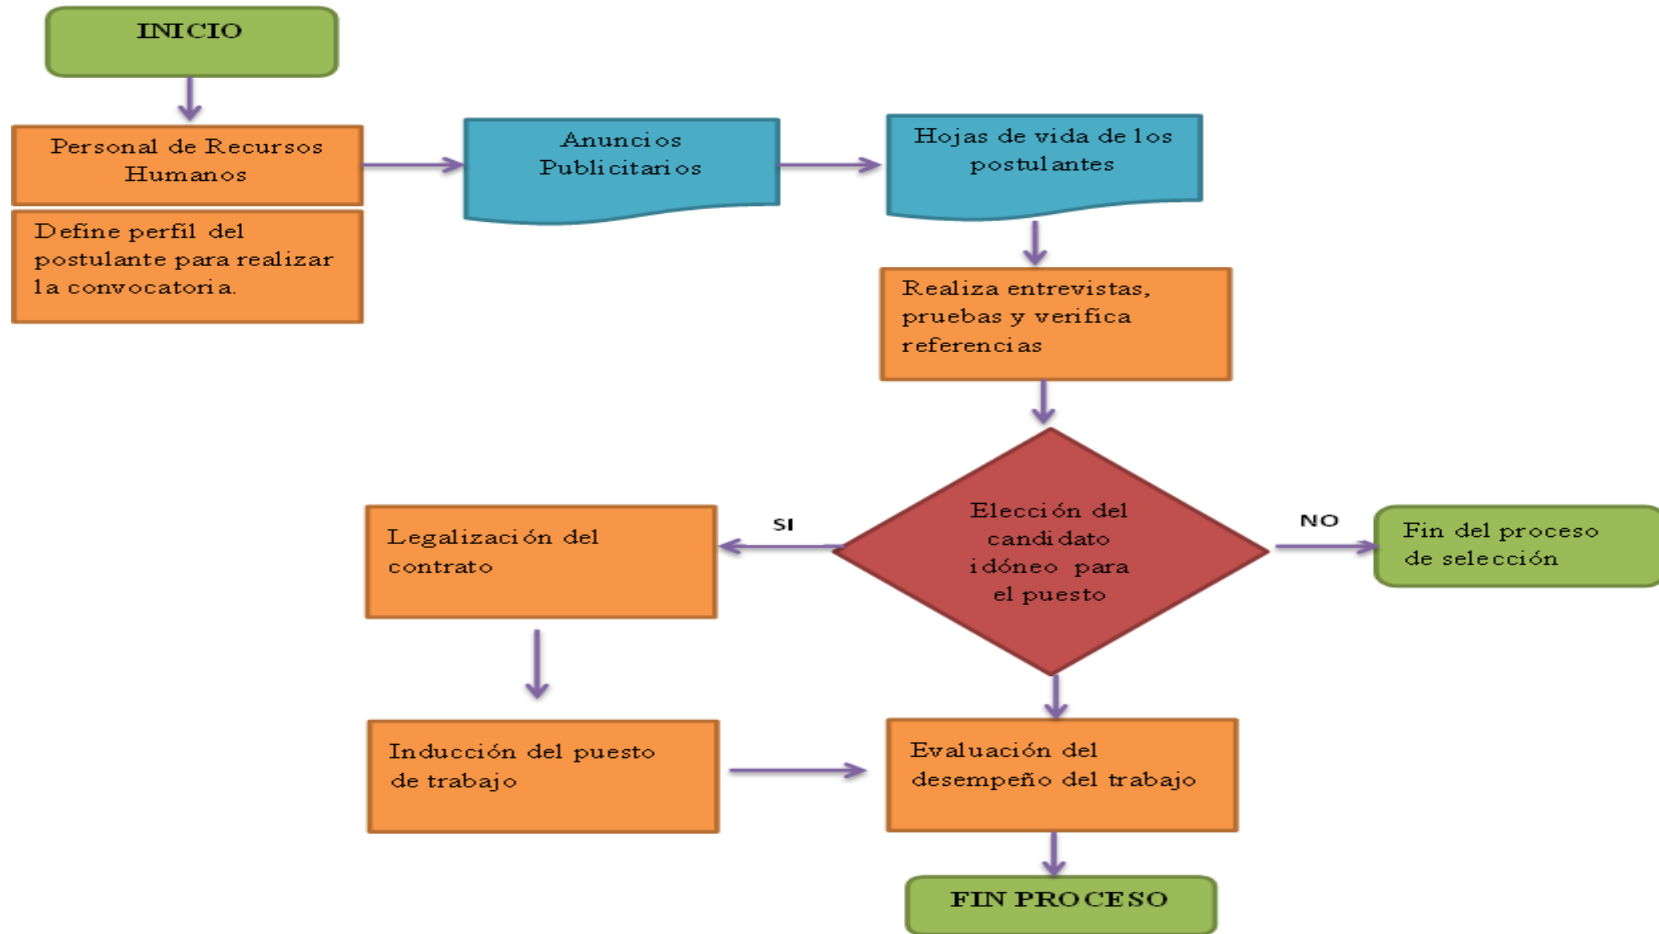 INICIO
Personal de Recursos
Humanos
Define perfil del
postulante para realizar
la convocatoria.
Anuncios
Publicitarios
Hojas de vida de los
postulantes
Realiza entrevistas,
pruebas y verifica
referencias
Elección del
candidato
idóneo para
el puesto
SI
NO
Legalización del
contrato
Fin del proceso
de selección
Inducción del puesto
de trabajo
Evaluación del
desempeño del trabajo
FIN PROCESO